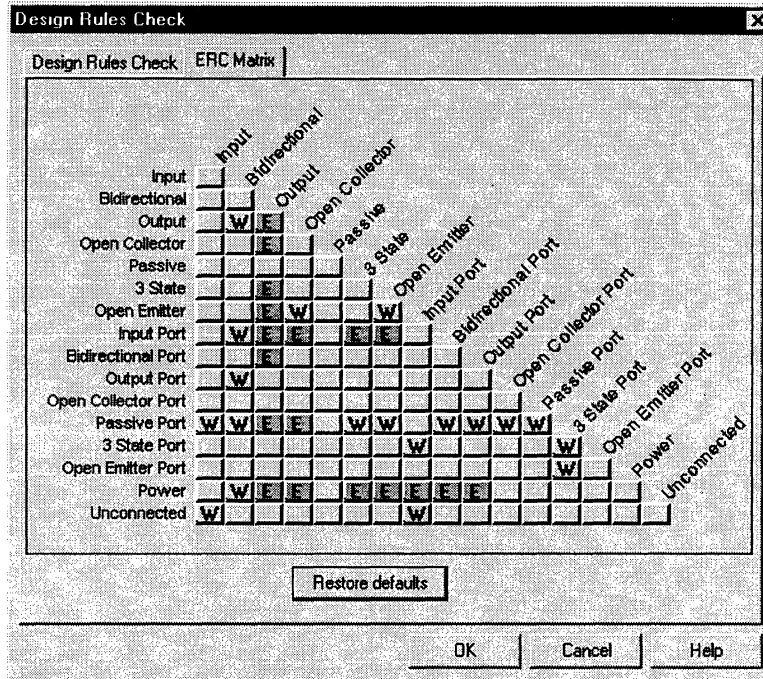 Design Rules Check
Design Rules Check ERC Matrix
Input
Bidirectional
Output
Open Collector
Passive
3 State
Open Emitter
Input Port
Bidirectional Port
Output Port
Open Collector Port
Passive Port
3 State Port
Open Emitter Port
Power
Unconnected
Input
Bidirectional
Output W E
Open Collector E
Passive
3 State E
Open Emitter E W W
Input Port W E E E E
Bidirectional Port E
Output Port W
Open Collector Port
Passive Port W W E E W W W W W W
3 State Port W W
Open Emitter Port W
Power W E E E E E E E
Unconnected W W
Restore defaults
OK Cancel Help